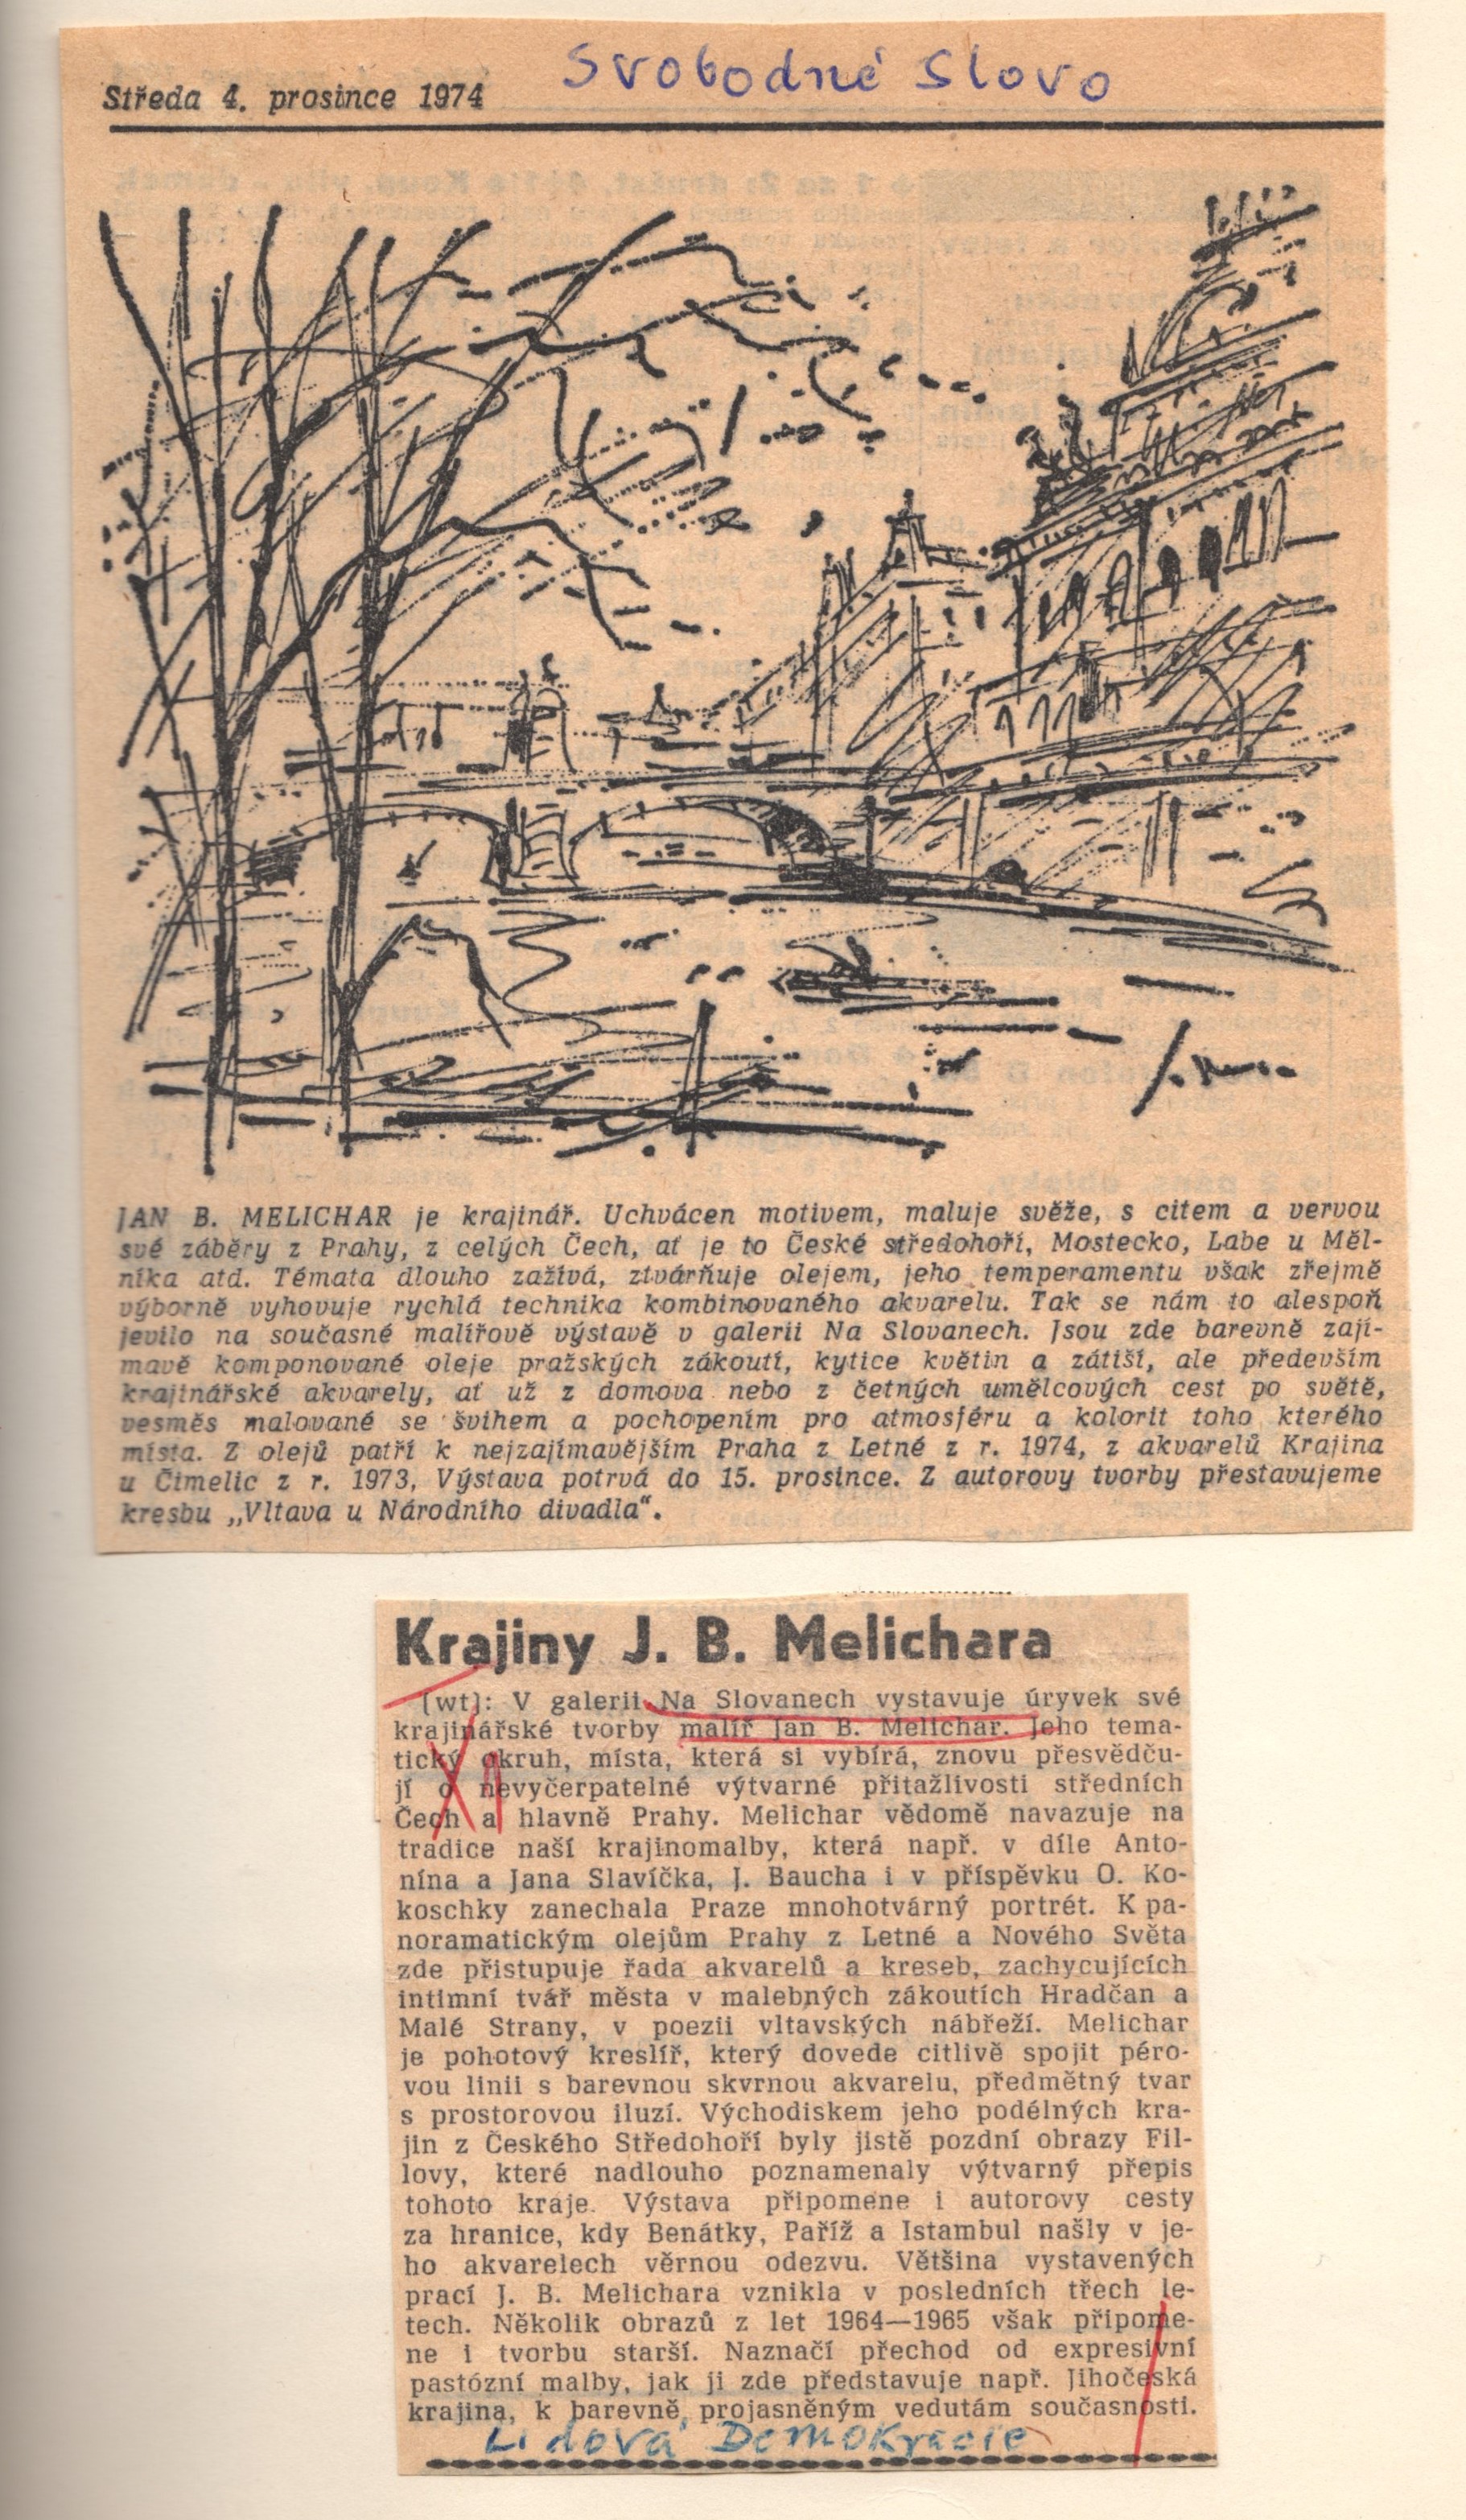 Svobodné Slovo
Středa 4. prosince 1974
JAN B. MELICHAR je krajinář. Uchvácen motivem, maluje svěže, s citem a vervou
své záběry z Prahy, z celých Čech, ať je to České středohoří, Mostecko, Labe u Měl-
níka atd. Témata dlouho zažívá, ztvárňuje olejem, jeho temperamentu však zřejmě
výborně vyhovuje rychlá technika kombinovaného akvarelu. Tak se nám to alespoň
jevilo na současné malířově výstavě v galerii Na Slovanech. Jsou zde barevně zají-
mavě komponované oleje pražských zákoutí, kytice květin a zátiší, ale především
krajinářské akvarely, ať už z domova nebo z četných umělcových cest po světě,
vesměs malované se švihem a pochopením pro atmosféru a kolorit toho kterého
místa. Z olejů patří k nejzajímavějším Praha z Letné z r. 1974, z akvarelů Krajina
u Čimelic z r. 1973, Výstava potrvá do 15. prosince. Z autorovy tvorby přestavujeme
kresbu „Vltava u Národního divadla“.
Krajiny J. B. Melichara
(wt): V galerii Na Slovanech vystavuje úryvek své
krajinářské tvorby malíř Jan B. Melichar. Jeho tema-
tický okruh, místa, která si vybírá, znovu přesvědču-
jí o nevyčerpatelné výtvarné přitažlivosti středních
Čech a hlavně Prahy. Melichar vědomě navazuje na
tradice naší krajinomalby, která např. v díle Anto-
nína a Jana Slavíčka, J. Baucha i v příspěvku O. Ko-
koschky zanechala Praze mnohotvárný portrét. K pa-
noramatickým olejům Prahy z Letné a Nového Světa
zde přistupuje řada akvarelů a kreseb, zachycujících
intimní tvář města v malebných zákoutích Hradčan a
Malé Strany, v poezii vltavských nábřeží. Melichar
je pohotový kreslíř, který dovede citlivě spojit péro-
vou linii s barevnou skvrnou akvarelu, předmětný tvar
s prostorovou iluzí. Východiskem jeho podélných kra-
jin z Českého Středohoří byly jistě pozdní obrazy Fil-
lovy, které nadlouho poznamenaly výtvarný přepis
tohoto kraje. Výstava připomene i autorovy cesty
za hranice, kdy Benátky, Paříž a Istambul našly v je-
ho akvarelech věrnou odezvu. Většina vystavených
prací J. B. Melichara vznikla v posledních třech le-
tech. Několik obrazů z let 1964—1965 však připome-
ne i tvorbu starší. Naznačí přechod od expresivní
pastózní malby, jak ji zde představuje např. Jihočeská
krajina, k barevně projasněným vedutám současnosti.
Lidová Demokracie